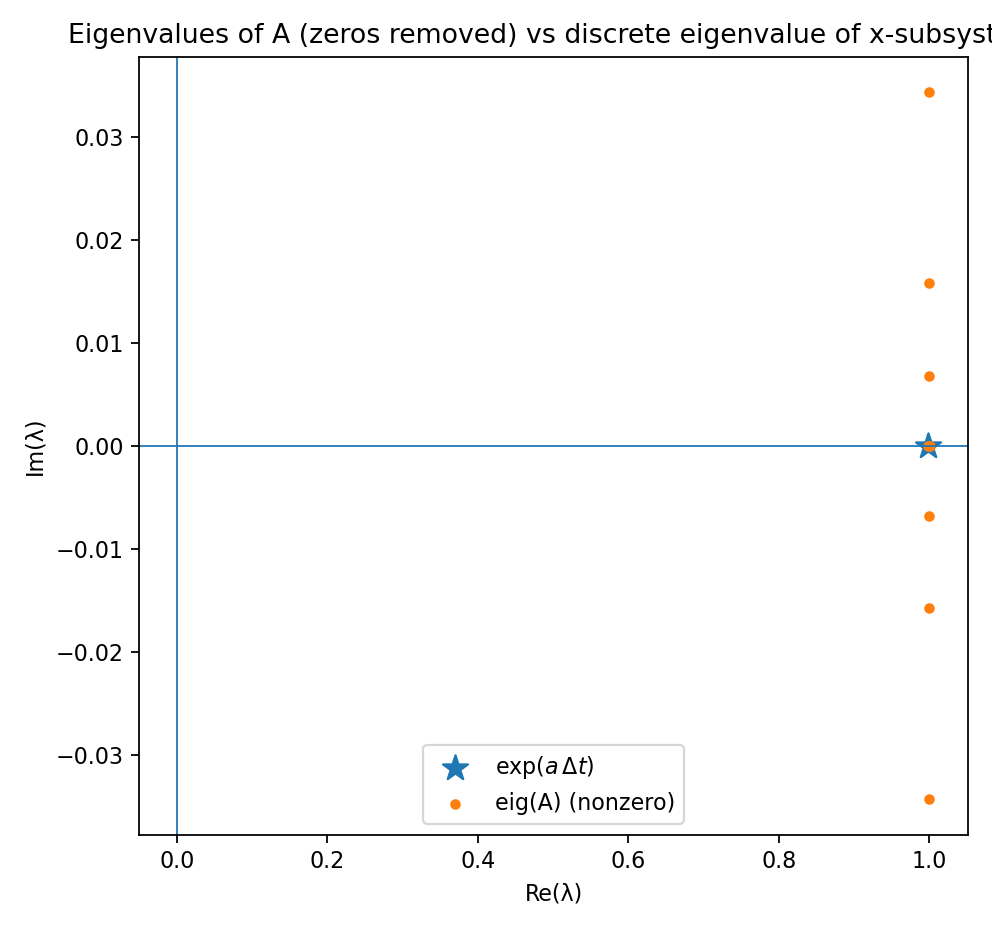 Eigenvalues of A (zeros removed) vs discrete eigenvalue of x-subsyst
0.03
0.02
0.01
0.00
−0.01
−0.02
−0.03
Im(λ)
exp(a Δt)
eig(A) (nonzero)
0.0 0.2 0.4 0.6 0.8 1.0
Re(λ)